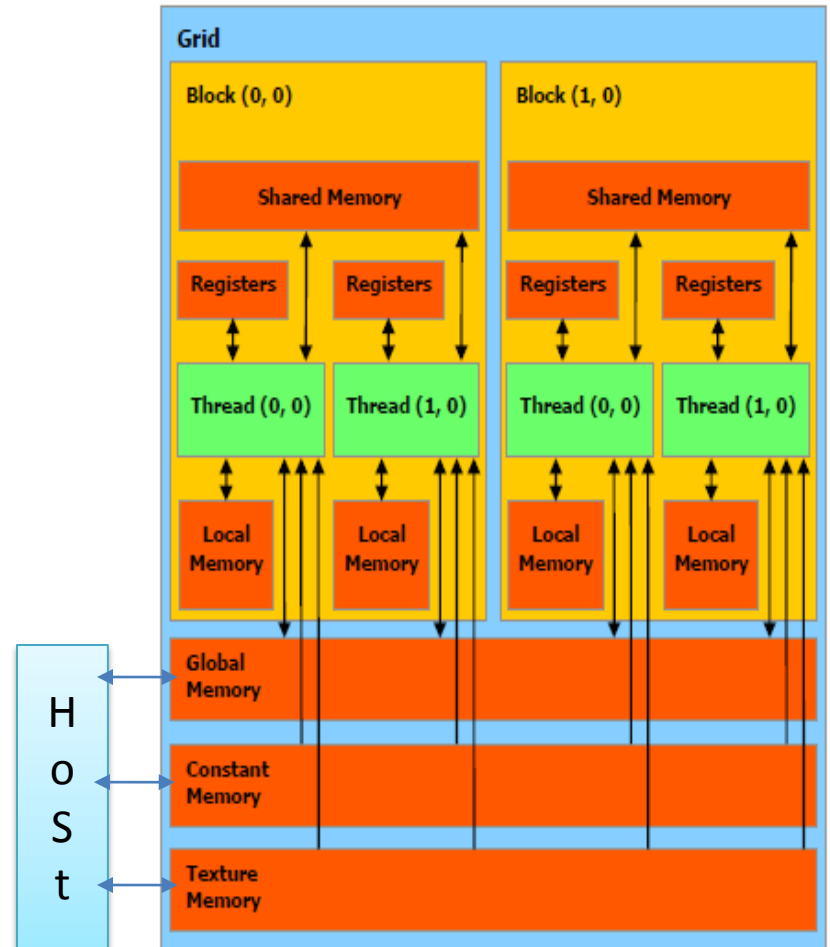 Grid
Block (0, 0)
Block (1, 0)
Shared Memory
Shared Memory
Registers
Registers
Registers
Registers
Thread (0, 0)
Thread (1, 0)
Thread (0, 0)
Thread (1, 0)
Local
Memory
Local
Memory
Local
Memory
Local
Memory
Global
Memory
Constant
Memory
Texture
Memory
H
o
S
t